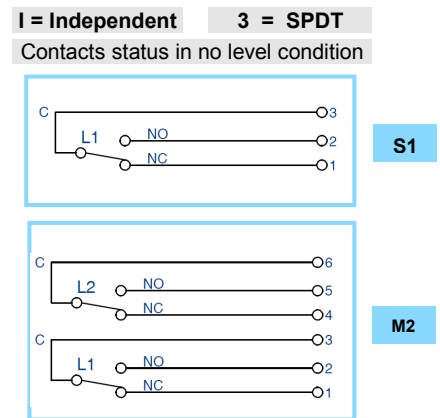 I = Independent 3 = SPDT
Contacts status in no level condition
C 3
L1 NO 2
NC 1
S1
C 6
L2 NO 5
NC 4
C 3
L1 NO 2
NC 1
M2